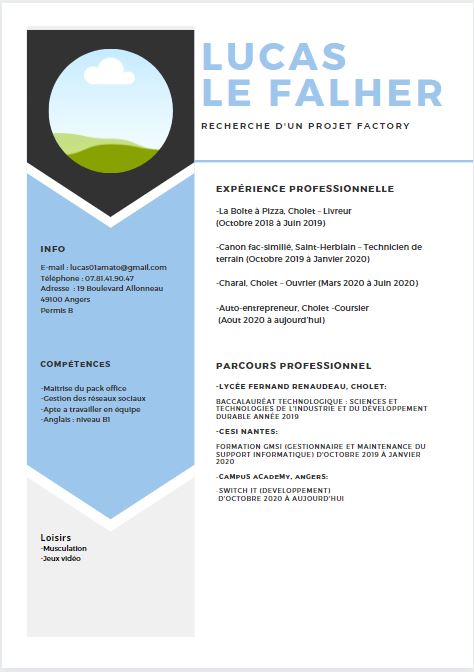 LUCAS
LE FALHER
RECHERCHE D'UN PROJET FACTORY
INFO
E-mail : lucas01amato@gmail.com
Téléphone : 07.81.41.90.47
Adresse : 19 Boulevard Allonneau
49100 Angers
Permis B
COMPéTENCES
-Maitrise du pack office
-Gestion des réseaux sociaux
-Apte a travailler en équipe
-Anglais : niveau B1
Loisirs
-Musculation
-Jeux vidéo
EXPÉRIENCE PROFESSIONNELLE
-La Boite à Pizza, Cholet - Livreur
(Octobre 2018 à Juin 2019)
-Canon fac-similié, Saint-Herblain - Technicien de
terrain (Octobre 2019 à Janvier 2020)
-Charal, Cholet - Ouvrier (Mars 2020 à Juin 2020)
-Auto-entrepreneur, Cholet -Coursier
(Aout 2020 à aujourd'hui)
PARCOURS PROFESSIONNEL
-LYCÉE FERNAND RENAUDEAU, CHOLET:
BACCALAURÉAT TECHNOLOGIQUE : SCIENCES ET
TECHNOLOGIES DE L'INDUSTRIE ET DU DÉVELOPPEMENT
DURABLE ANNÉE 2019
-CESI NANTES:
FORMATION GMSI (GESTIONNAIRE ET MAINTENANCE DU
SUPPORT INFORMATIQUE) D'OCTOBRE 2019 À JANVIER
2020
-CAMPUS ACADEMY, ANGERS:
-SWITCH IT (DEVELOPPEMENT)
D'OCTOBRE 2020 À AUJOURD'HUI